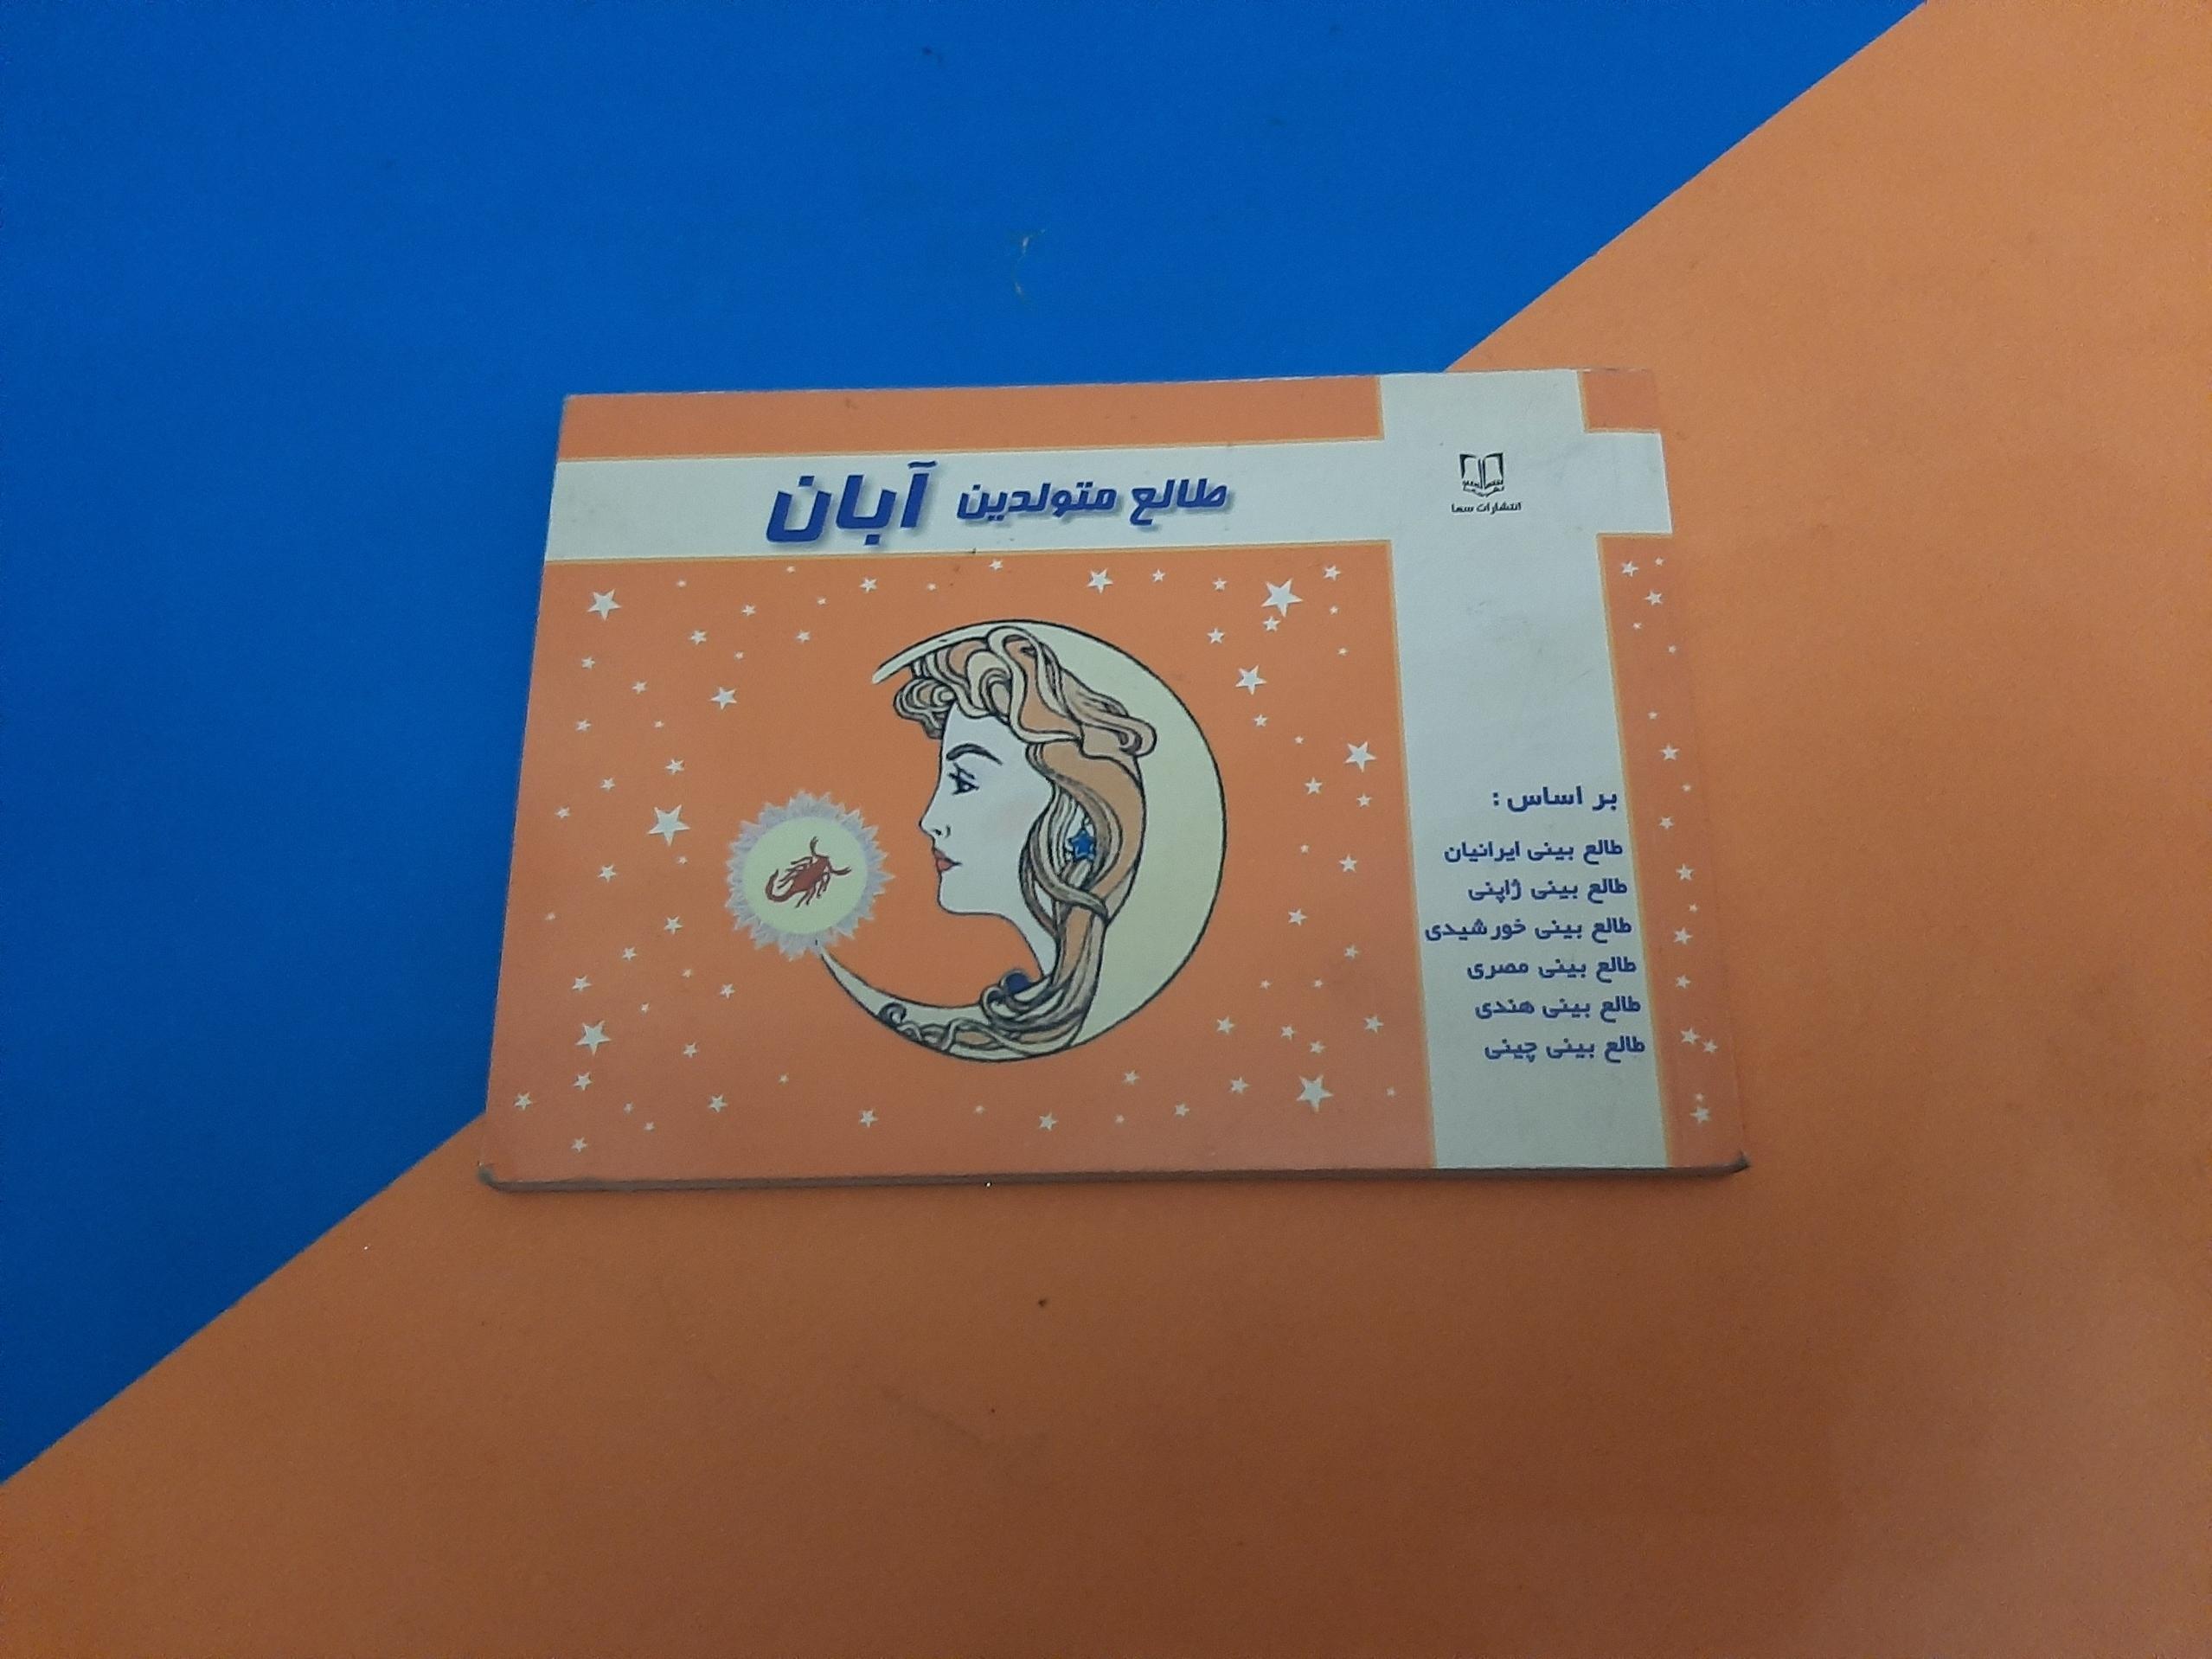 طالع متولدین آبان
انتشارات سما
بر اساس :
طالع بینی ایرانیان
طالع بینی ژاپنی
طالع بینی خورشیدی
طالع بینی مصری
طالع بینی هندی
طالع بینی چینی